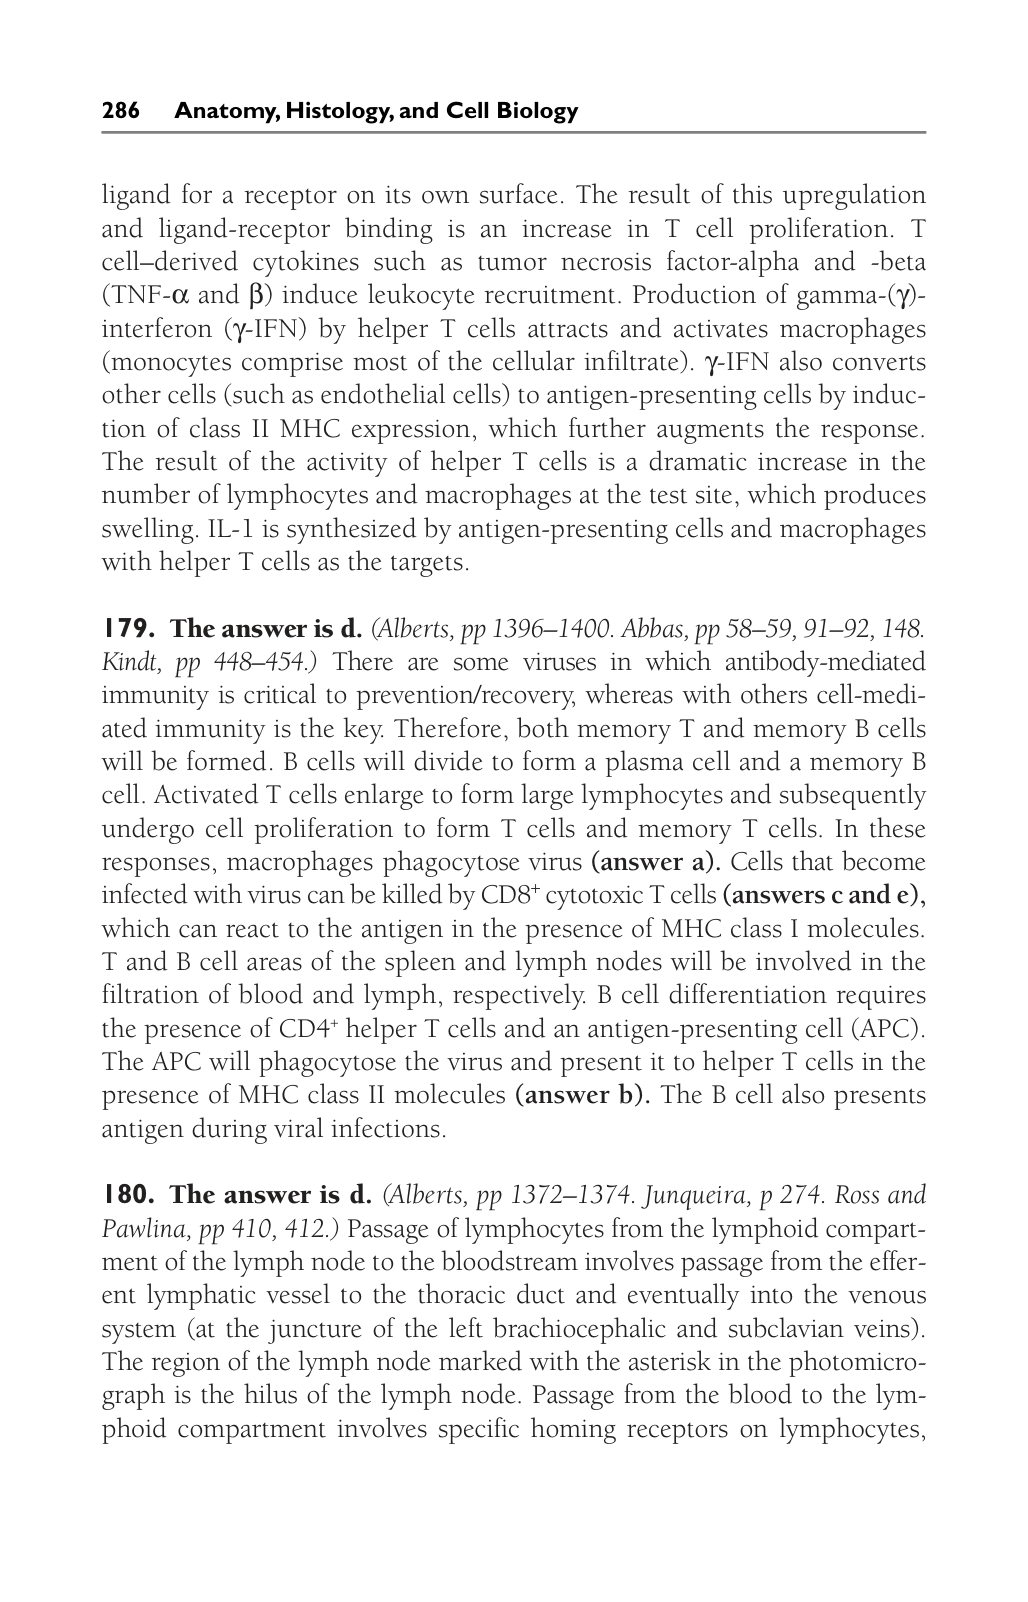 286 Anatomy, Histology, and Cell Biology
ligand for a receptor on its own surface. The result of this upregulation
and ligand-receptor binding is an increase in T cell proliferation. T
cell–derived cytokines such as tumor necrosis factor-alpha and -beta
(TNF-α and β) induce leukocyte recruitment. Production of gamma-(γ)-
interferon (γ-IFN) by helper T cells attracts and activates macrophages
(monocytes comprise most of the cellular infiltrate). γ-IFN also converts
other cells (such as endothelial cells) to antigen-presenting cells by induc-
tion of class II MHC expression, which further augments the response.
The result of the activity of helper T cells is a dramatic increase in the
number of lymphocytes and macrophages at the test site, which produces
swelling. IL-1 is synthesized by antigen-presenting cells and macrophages
with helper T cells as the targets.
179. The answer is d. (Alberts, pp 1396–1400. Abbas, pp 58–59, 91–92, 148.
Kindt, pp 448–454.) There are some viruses in which antibody-mediated
immunity is critical to prevention/recovery, whereas with others cell-medi-
ated immunity is the key. Therefore, both memory T and memory B cells
will be formed. B cells will divide to form a plasma cell and a memory B
cell. Activated T cells enlarge to form large lymphocytes and subsequently
undergo cell proliferation to form T cells and memory T cells. In these
responses, macrophages phagocytose virus (answer a). Cells that become
infected with virus can be killed by CD8⁺ cytotoxic T cells (answers c and e),
which can react to the antigen in the presence of MHC class I molecules.
T and B cell areas of the spleen and lymph nodes will be involved in the
filtration of blood and lymph, respectively. B cell differentiation requires
the presence of CD4⁺ helper T cells and an antigen-presenting cell (APC).
The APC will phagocytose the virus and present it to helper T cells in the
presence of MHC class II molecules (answer b). The B cell also presents
antigen during viral infections.
180. The answer is d. (Alberts, pp 1372–1374. Junqueira, p 274. Ross and
Pawlina, pp 410, 412.) Passage of lymphocytes from the lymphoid compart-
ment of the lymph node to the bloodstream involves passage from the effer-
ent lymphatic vessel to the thoracic duct and eventually into the venous
system (at the juncture of the left brachiocephalic and subclavian veins).
The region of the lymph node marked with the asterisk in the photomicro-
graph is the hilus of the lymph node. Passage from the blood to the lym-
phoid compartment involves specific homing receptors on lymphocytes,